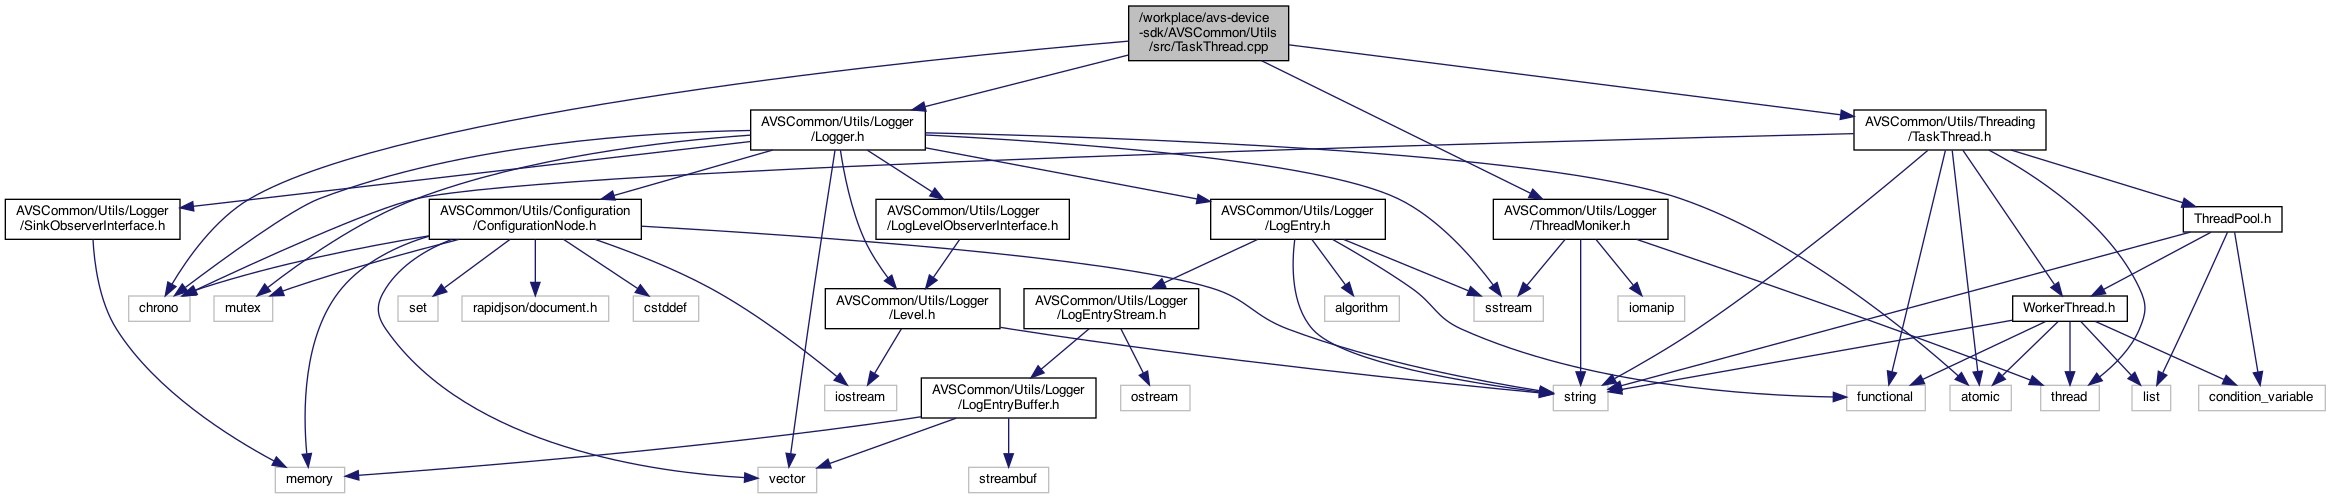 /workplace/avs-device
-sdk/AVSCommon/Utils
/src/TaskThread.cpp
AVSCommon/Utils/Logger
/Logger.h
AVSCommon/Utils/Threading
/TaskThread.h
AVSCommon/Utils/Logger
/SinkObserverInterface.h
AVSCommon/Utils/Configuration
/ConfigurationNode.h
AVSCommon/Utils/Logger
/LogLevelObserverInterface.h
AVSCommon/Utils/Logger
/LogEntry.h
AVSCommon/Utils/Logger
/ThreadMoniker.h
ThreadPool.h
chrono
mutex
set
rapidjson/document.h
cstddef
AVSCommon/Utils/Logger
/Level.h
AVSCommon/Utils/Logger
/LogEntryStream.h
algorithm
sstream
iomanip
WorkerThread.h
iostream
AVSCommon/Utils/Logger
/LogEntryBuffer.h
ostream
string
functional
atomic
thread
list
condition_variable
memory
vector
streambuf